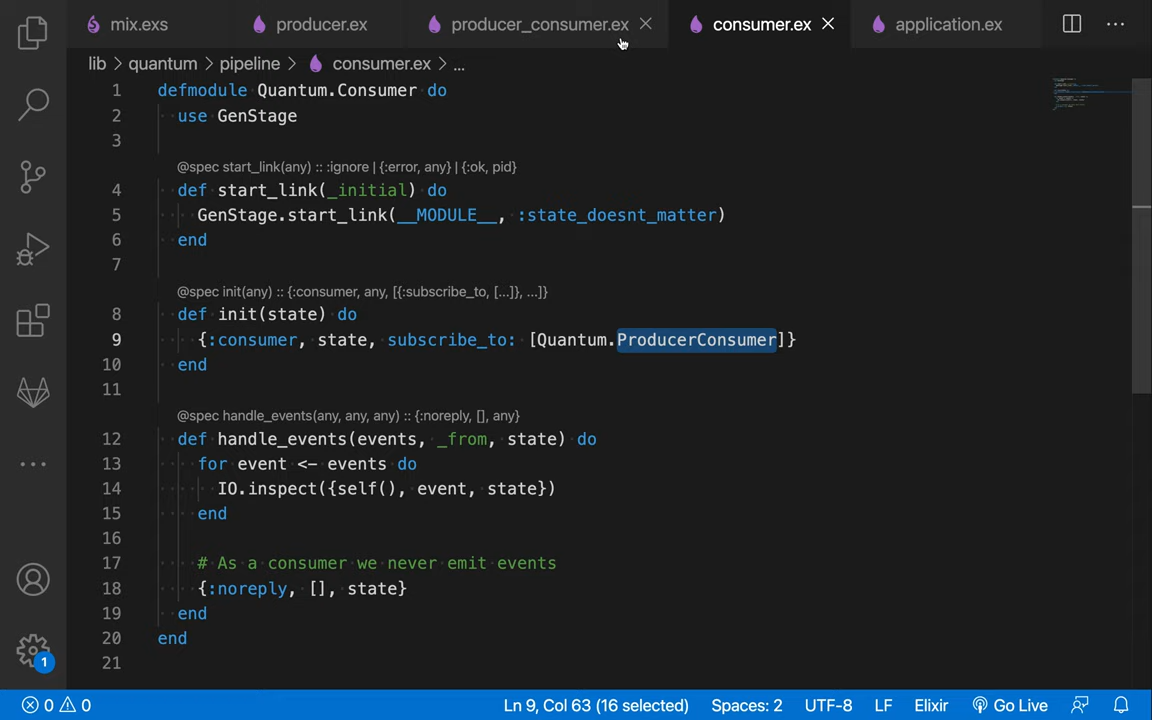 mix.exs producer.ex producer_consumer.ex consumer.ex application.ex
lib > quantum > pipeline > consumer.ex > ...
1 defmodule Quantum.Consumer do
2 use GenStage
3
@spec start_link(any) :: :ignore | {:error, any} | {:ok, pid}
4 def start_link(_initial) do
5 GenStage.start_link(__MODULE__, :state_doesnt_matter)
6 end
7
@spec init(any) :: {:consumer, any, [{:subscribe_to, [...]}, ...]}
8 def init(state) do
9 {:consumer, state, subscribe_to: [Quantum.ProducerConsumer]}
10 end
11
@spec handle_events(any, any, any) :: {:noreply, [], any}
12 def handle_events(events, _from, state) do
13 for event <- events do
14 IO.inspect({self(), event, state})
15 end
16
17 # As a consumer we never emit events
18 {:noreply, [], state}
19 end
20 end
21
1
0 0 Ln 9, Col 63 (16 selected) Spaces: 2 UTF-8 LF Elixir Go Live